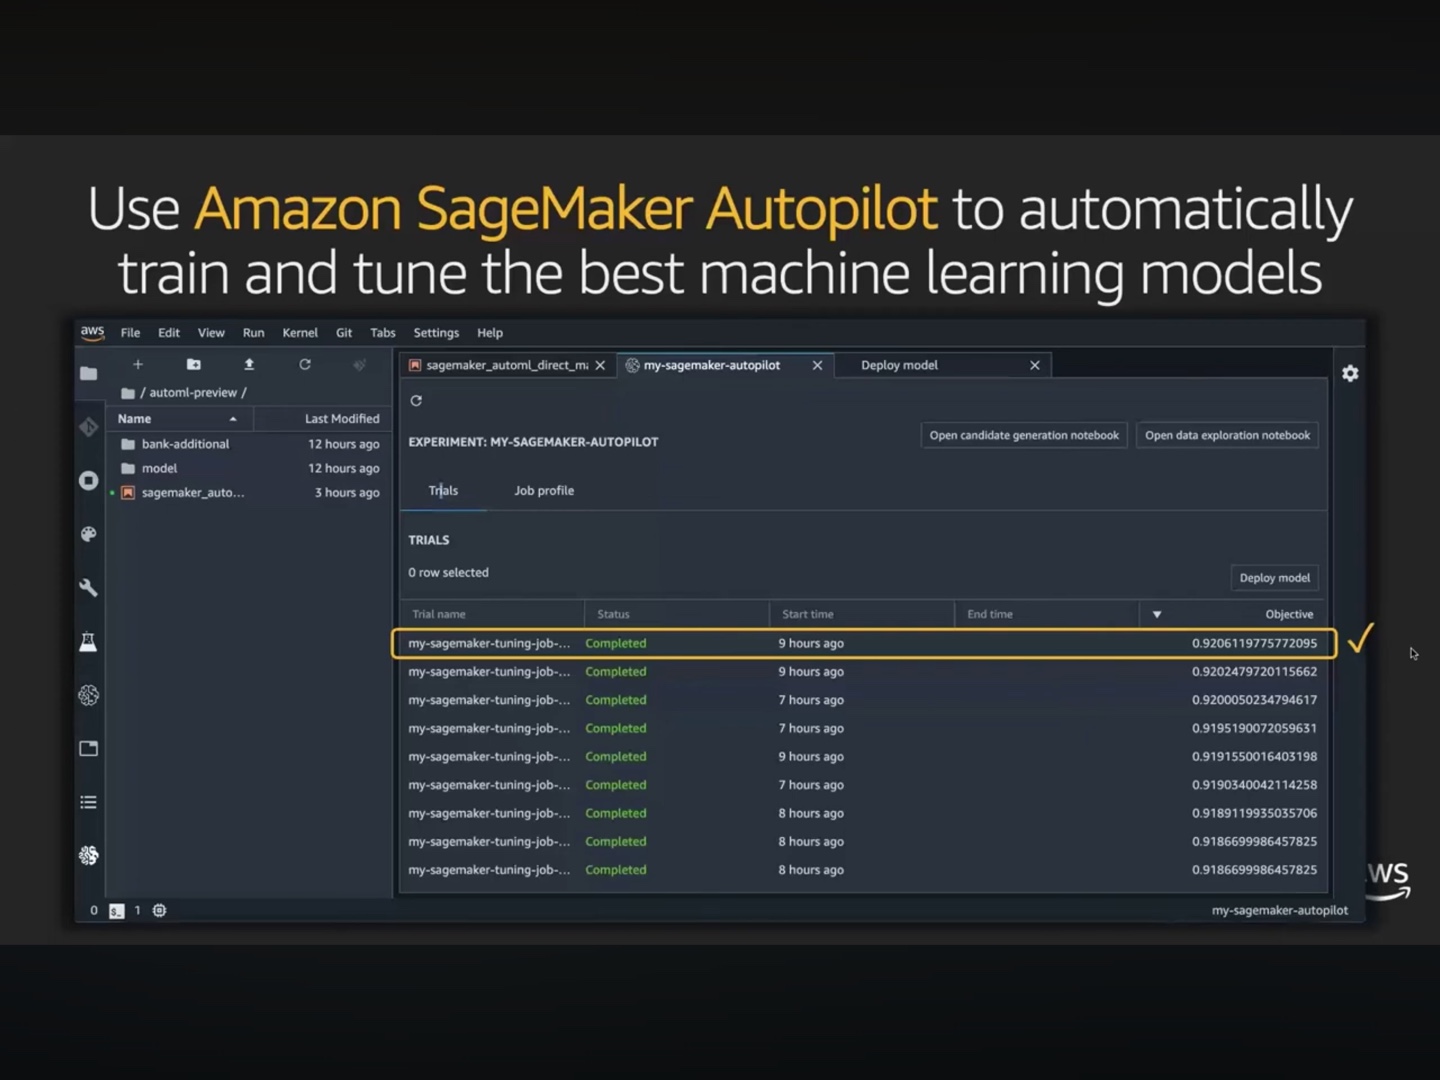 Use Amazon SageMaker Autopilot to automatically
train and tune the best machine learning models
aws File Edit View Run Kernel Git Tabs Settings Help
sagemaker_automl_direct_ma my-sagemaker-autopilot Deploy model
/ automl-preview /
Name Last Modified
bank-additional 12 hours ago
model 12 hours ago
sagemaker_auto... 3 hours ago
EXPERIMENT: MY-SAGEMAKER-AUTOPILOT
Open candidate generation notebook Open data exploration notebook
Trials Job profile
TRIALS
0 row selected
Deploy model
Trial name Status Start time End time Objective
my-sagemaker-tuning-job-... Completed 9 hours ago 0.9206119775772095
my-sagemaker-tuning-job-... Completed 9 hours ago 0.9202479720115662
my-sagemaker-tuning-job-... Completed 7 hours ago 0.9200050234794617
my-sagemaker-tuning-job-... Completed 7 hours ago 0.9195190072059631
my-sagemaker-tuning-job-... Completed 9 hours ago 0.9191550016403198
my-sagemaker-tuning-job-... Completed 7 hours ago 0.9190340042114258
my-sagemaker-tuning-job-... Completed 8 hours ago 0.9189119935035706
my-sagemaker-tuning-job-... Completed 8 hours ago 0.9186699986457825
my-sagemaker-tuning-job-... Completed 8 hours ago 0.9186699986457825
aws
0 $_ 1 my-sagemaker-autopilot